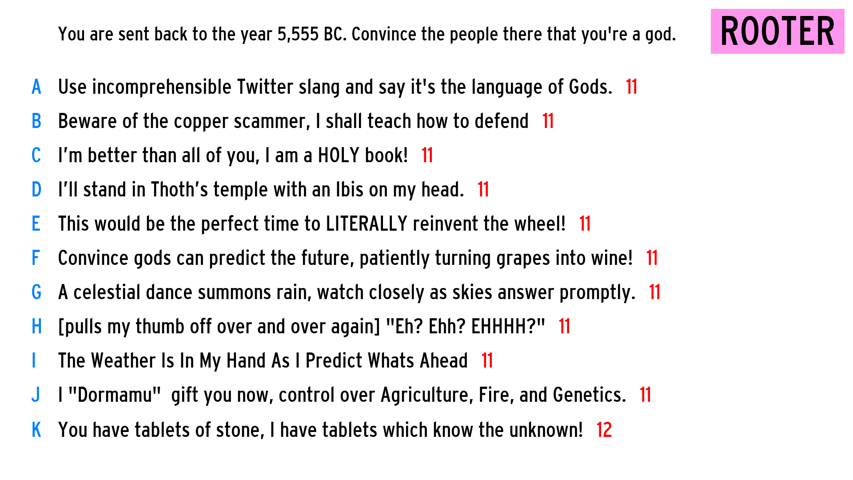 You are sent back to the year 5,555 BC. Convince the people there that you're a god.
ROOTER
A Use incomprehensible Twitter slang and say it's the language of Gods. 11
B Beware of the copper scammer, I shall teach how to defend 11
C I'm better than all of you, I am a HOLY book! 11
D I'll stand in Thoth's temple with an Ibis on my head. 11
E This would be the perfect time to LITERALLY reinvent the wheel! 11
F Convince gods can predict the future, patiently turning grapes into wine! 11
G A celestial dance summons rain, watch closely as skies answer promptly. 11
H [pulls my thumb off over and over again] "Eh? Ehh? EHHHH?" 11
I The Weather Is In My Hand As I Predict Whats Ahead 11
J I "Dormamu" gift you now, control over Agriculture, Fire, and Genetics. 11
K You have tablets of stone, I have tablets which know the unknown! 12